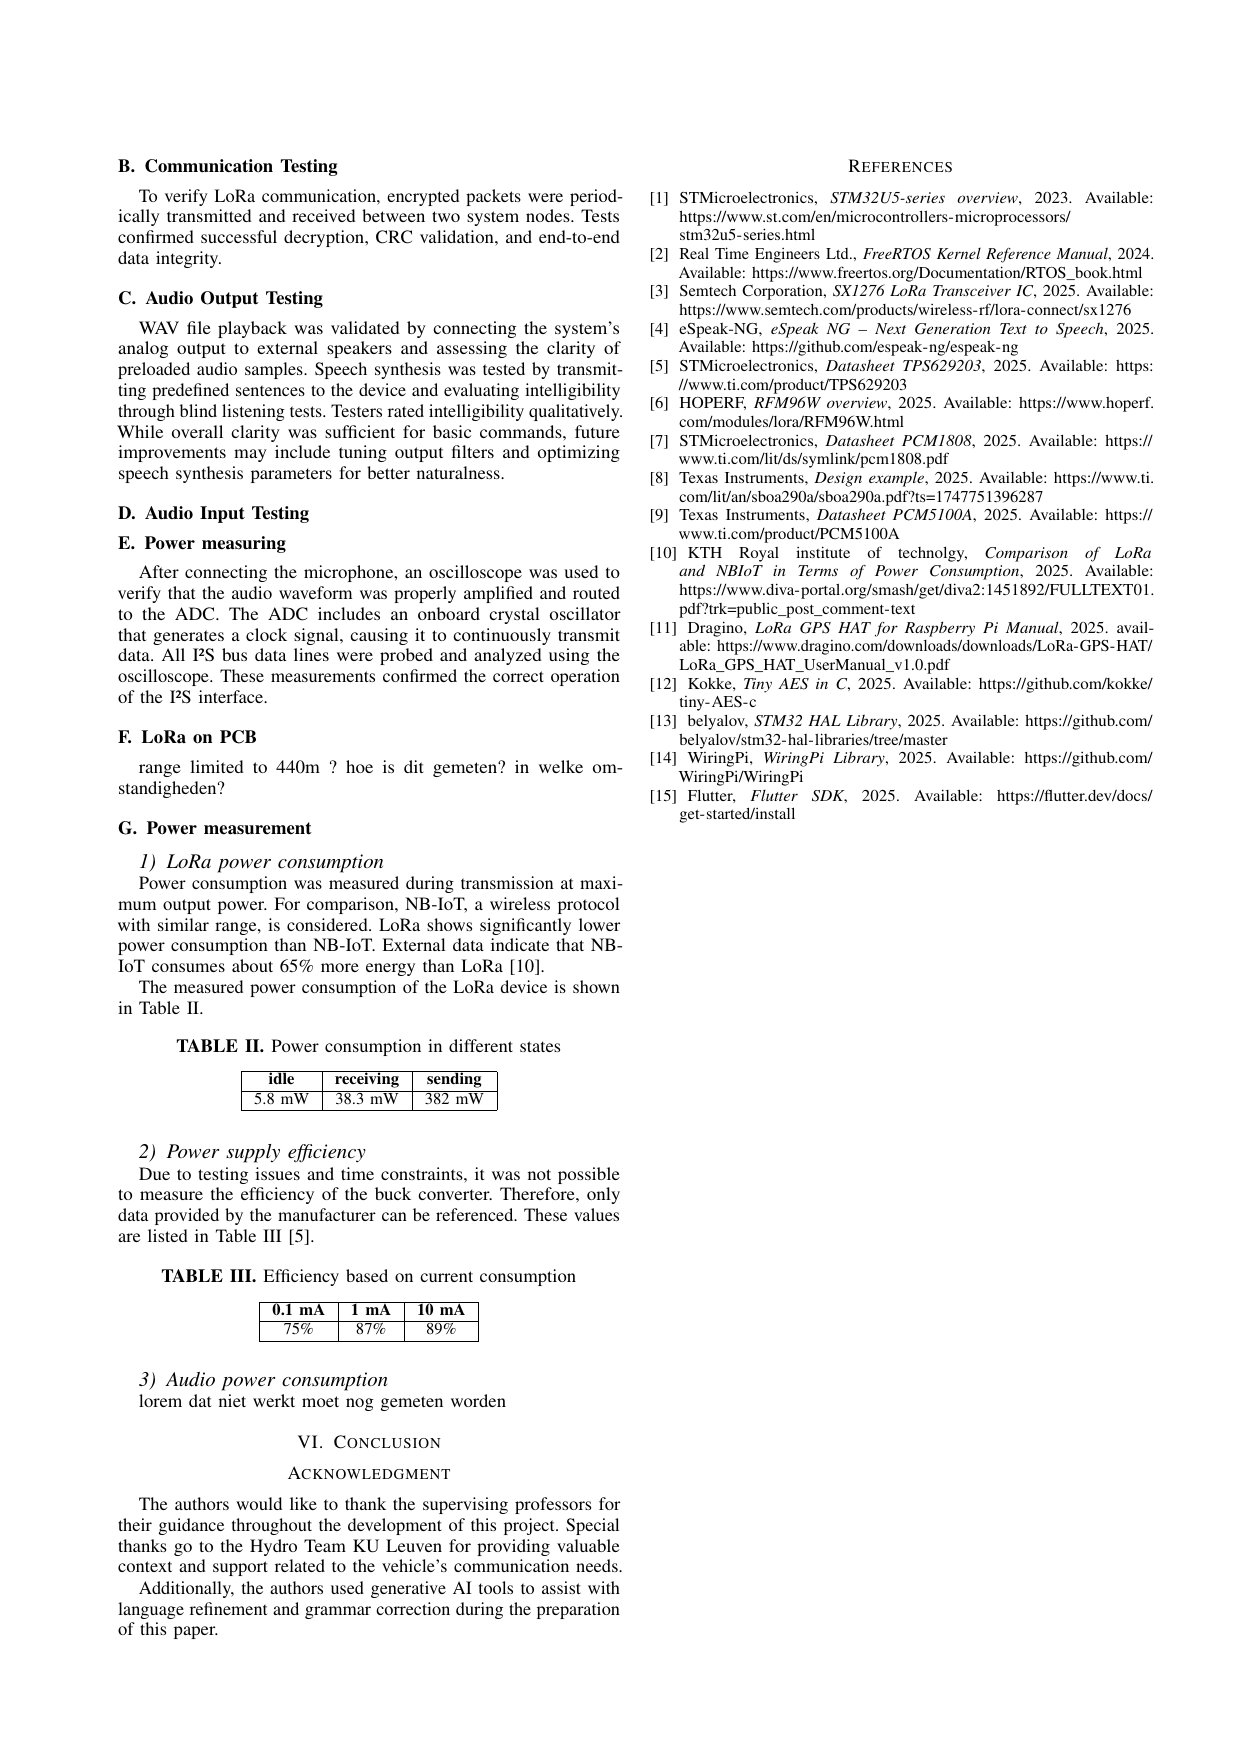 B. Communication Testing
To verify LoRa communication, encrypted packets were period-
ically transmitted and received between two system nodes. Tests
confirmed successful decryption, CRC validation, and end-to-end
data integrity.
C. Audio Output Testing
WAV file playback was validated by connecting the system's
analog output to external speakers and assessing the clarity of
preloaded audio samples. Speech synthesis was tested by transmit-
ting predefined sentences to the device and evaluating intelligibility
through blind listening tests. Testers rated intelligibility qualitatively.
While overall clarity was sufficient for basic commands, future
improvements may include tuning output filters and optimizing
speech synthesis parameters for better naturalness.
D. Audio Input Testing
E. Power measuring
After connecting the microphone, an oscilloscope was used to
verify that the audio waveform was properly amplified and routed
to the ADC. The ADC includes an onboard crystal oscillator
that generates a clock signal, causing it to continuously transmit
data. All I²S bus data lines were probed and analyzed using the
oscilloscope. These measurements confirmed the correct operation
of the I²S interface.
F. LoRa on PCB
range limited to 440m ? hoe is dit gemeten? in welke om-
standigheden?
G. Power measurement
1) LoRa power consumption
Power consumption was measured during transmission at maxi-
mum output power. For comparison, NB-IoT, a wireless protocol
with similar range, is considered. LoRa shows significantly lower
power consumption than NB-IoT. External data indicate that NB-
IoT consumes about 65% more energy than LoRa [10].
The measured power consumption of the LoRa device is shown
in Table II.
TABLE II. Power consumption in different states
idle receiving sending
5.8 mW 38.3 mW 382 mW
2) Power supply efficiency
Due to testing issues and time constraints, it was not possible
to measure the efficiency of the buck converter. Therefore, only
data provided by the manufacturer can be referenced. These values
are listed in Table III [5].
TABLE III. Efficiency based on current consumption
0.1 mA 1 mA 10 mA
75% 87% 89%
3) Audio power consumption
lorem dat niet werkt moet nog gemeten worden
VI. CONCLUSION
ACKNOWLEDGMENT
The authors would like to thank the supervising professors for
their guidance throughout the development of this project. Special
thanks go to the Hydro Team KU Leuven for providing valuable
context and support related to the vehicle's communication needs.
Additionally, the authors used generative AI tools to assist with
language refinement and grammar correction during the preparation
of this paper.
REFERENCES
[1] STMicroelectronics, STM32U5-series overview, 2023. Available:
https://www.st.com/en/microcontrollers-microprocessors/
stm32u5-series.html
[2] Real Time Engineers Ltd., FreeRTOS Kernel Reference Manual, 2024.
Available: https://www.freertos.org/Documentation/RTOS_book.html
[3] Semtech Corporation, SX1276 LoRa Transceiver IC, 2025. Available:
https://www.semtech.com/products/wireless-rf/lora-connect/sx1276
[4] eSpeak-NG, eSpeak NG – Next Generation Text to Speech, 2025.
Available: https://github.com/espeak-ng/espeak-ng
[5] STMicroelectronics, Datasheet TPS629203, 2025. Available: https:
//www.ti.com/product/TPS629203
[6] HOPERF, RFM96W overview, 2025. Available: https://www.hoperf.
com/modules/lora/RFM96W.html
[7] STMicroelectronics, Datasheet PCM1808, 2025. Available: https://
www.ti.com/lit/ds/symlink/pcm1808.pdf
[8] Texas Instruments, Design example, 2025. Available: https://www.ti.
com/lit/an/sboa290a/sboa290a.pdf?ts=1747751396287
[9] Texas Instruments, Datasheet PCM5100A, 2025. Available: https://
www.ti.com/product/PCM5100A
[10] KTH Royal institute of technolgy, Comparison of LoRa
and NBIoT in Terms of Power Consumption, 2025. Available:
https://www.diva-portal.org/smash/get/diva2:1451892/FULLTEXT01.
pdf?trk=public_post_comment-text
[11] Dragino, LoRa GPS HAT for Raspberry Pi Manual, 2025. avail-
able: https://www.dragino.com/downloads/downloads/LoRa-GPS-HAT/
LoRa_GPS_HAT_UserManual_v1.0.pdf
[12] Kokke, Tiny AES in C, 2025. Available: https://github.com/kokke/
tiny-AES-c
[13] belyalov, STM32 HAL Library, 2025. Available: https://github.com/
belyalov/stm32-hal-libraries/tree/master
[14] WiringPi, WiringPi Library, 2025. Available: https://github.com/
WiringPi/WiringPi
[15] Flutter, Flutter SDK, 2025. Available: https://flutter.dev/docs/
get-started/install